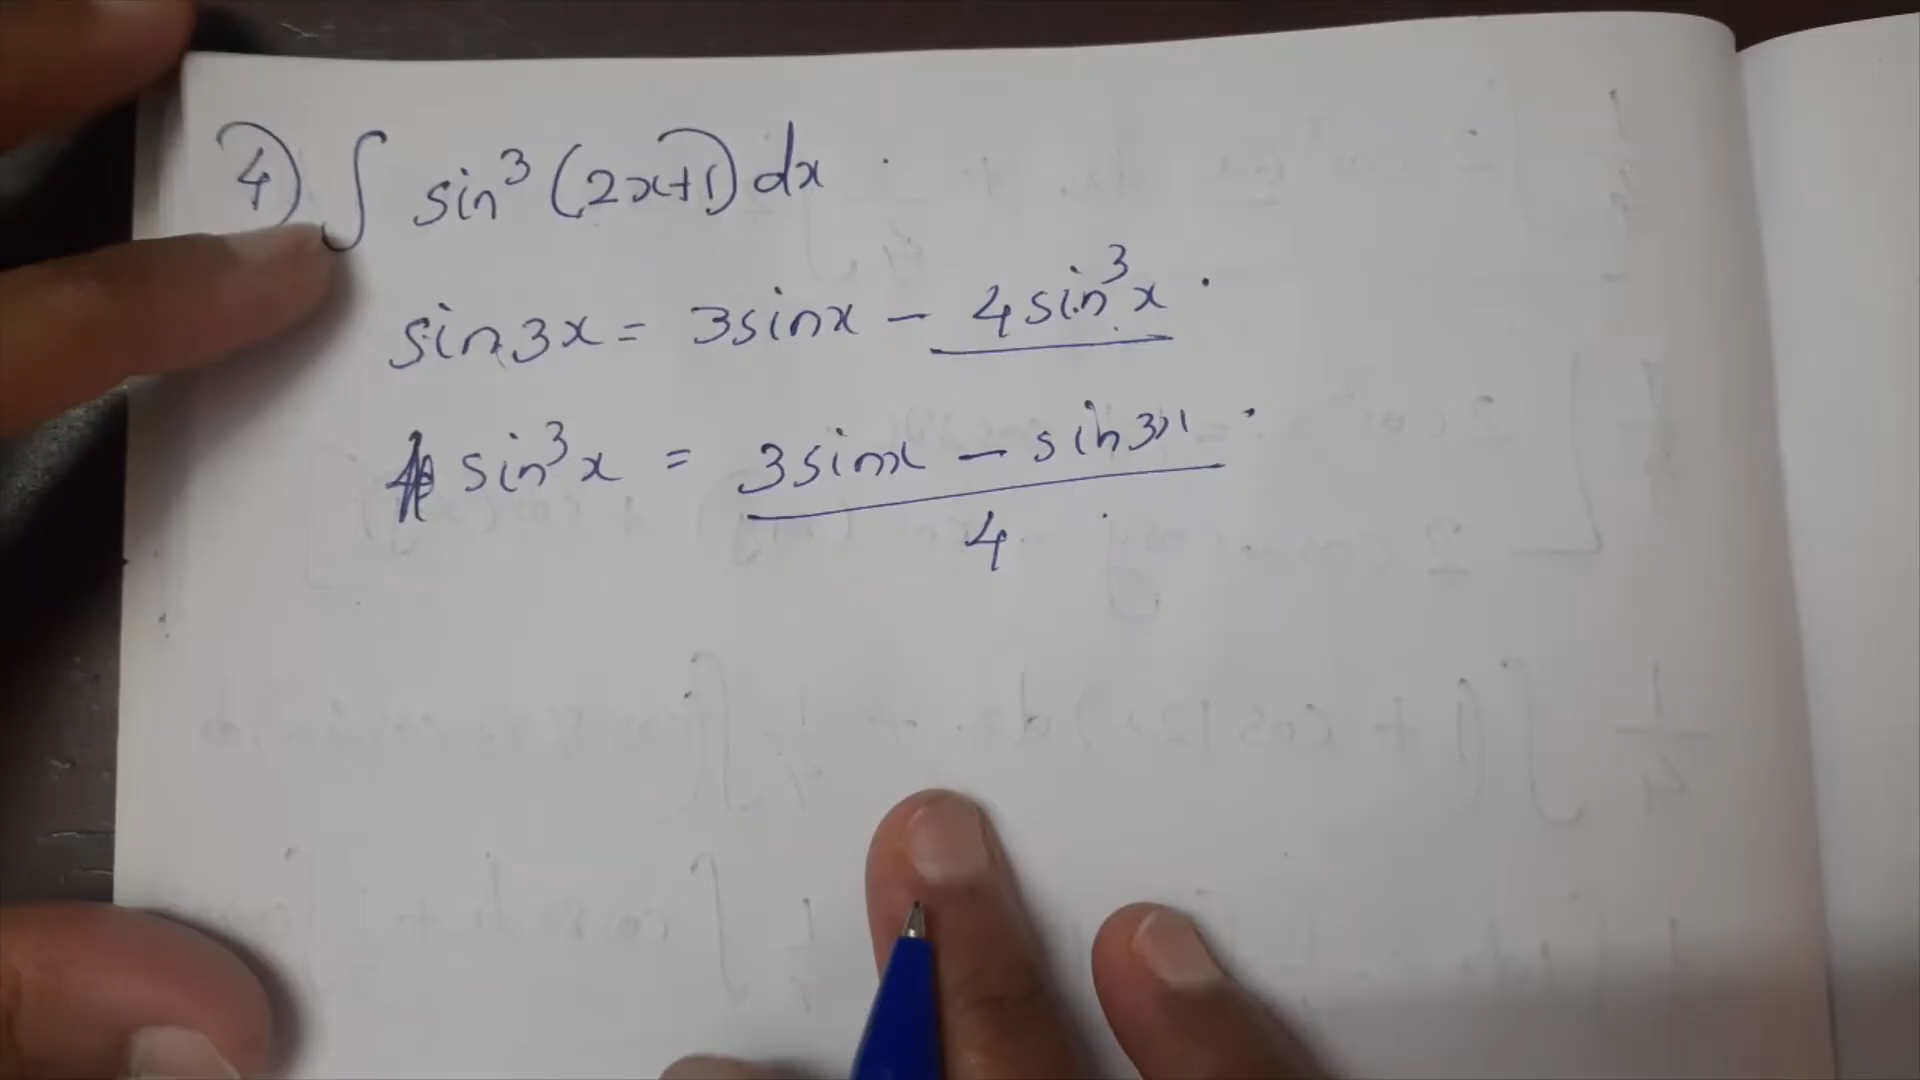 4) ∫ sin³ (2x+1) dx
sin3x = 3sinx - 4sin³x.
sin³x = 3sinx - sin3x
4